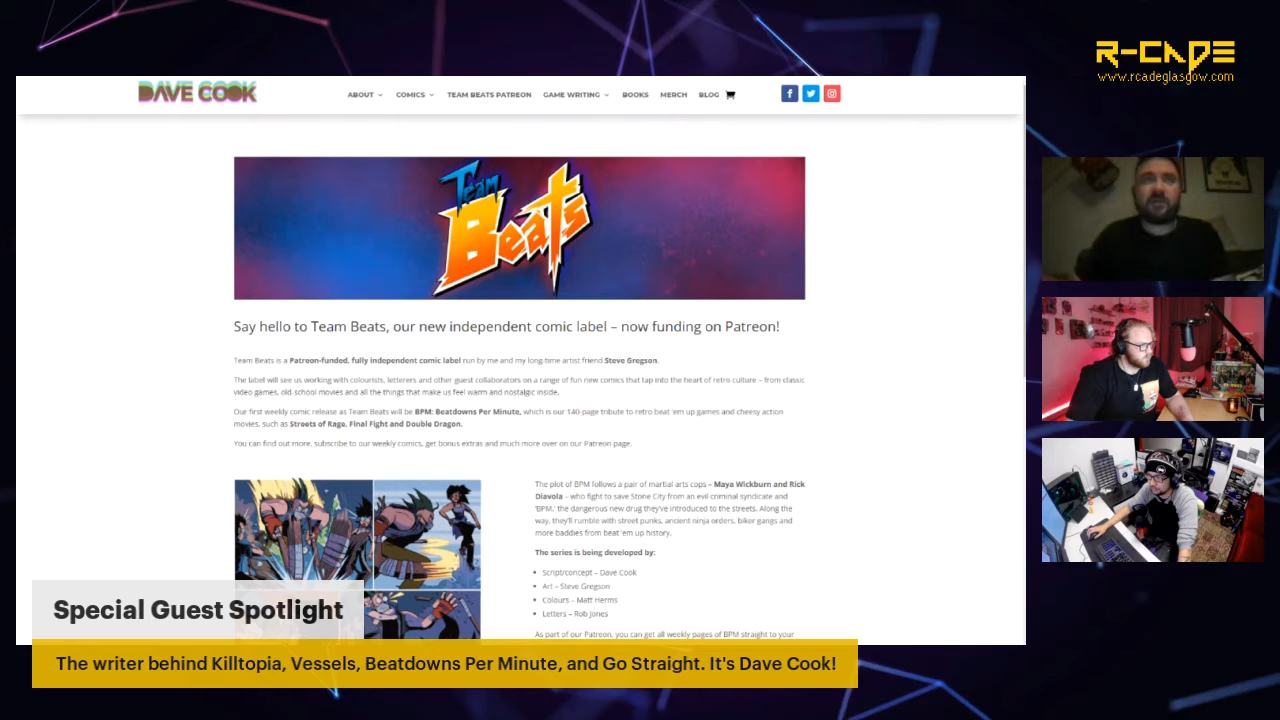 R-CADE
www.rcadeglasgow.com
DAVE COOK
ABOUT COMICS TEAM BEATS PATREON GAME WRITING BOOKS MERCH BLOG
Team
Beats
Say hello to Team Beats, our new independent comic label – now funding on Patreon!
Team Beats is a Patreon-funded, fully independent comic label run by me and my long-time artist friend Steve Gregson.
The label will see us working with colourists, letterers and other guest collaborators on a range of fun new comics that tap into the heart of retro culture – from classic
video games, old-school movies and all the things that make us feel warm and nostalgic inside.
Our first weekly comic release as Team Beats will be BPM: Beatdowns Per Minute, which is our 140-page tribute to retro beat 'em up games and cheesy action
movies, such as Streets of Rage, Final Fight and Double Dragon.
You can find out more, subscribe to our weekly comics, get bonus extras and much more over on our Patreon page.
The plot of BPM follows a pair of martial arts cops – Maya Wickburn and Rick
Diavola – who fight to save Stone City from an evil criminal syndicate and
'BPM,' the dangerous new drug they've introduced to the streets. Along the
way, they'll rumble with street punks, ancient ninja orders, biker gangs and
more baddies from beat 'em up history.
The series is being developed by:
• Script/concept – Dave Cook
• Art – Steve Gregson
• Colours – Matt Herms
• Letters – Rob Jones
As part of our Patreon, you can get all weekly pages of BPM straight to your
Special Guest Spotlight
The writer behind Killtopia, Vessels, Beatdowns Per Minute, and Go Straight. It's Dave Cook!